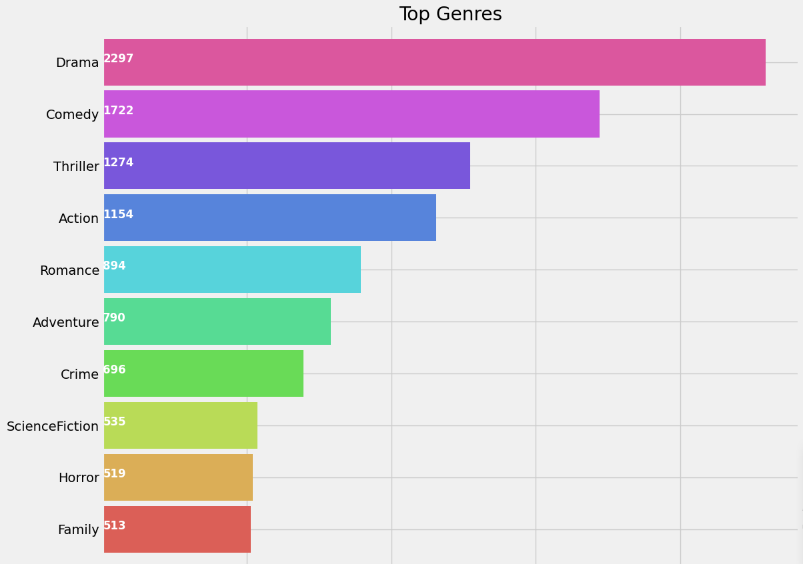 Top Genres
Drama 2297
Comedy 1722
Thriller 1274
Action 1154
Romance 894
Adventure 790
Crime 696
ScienceFiction 535
Horror 519
Family 513